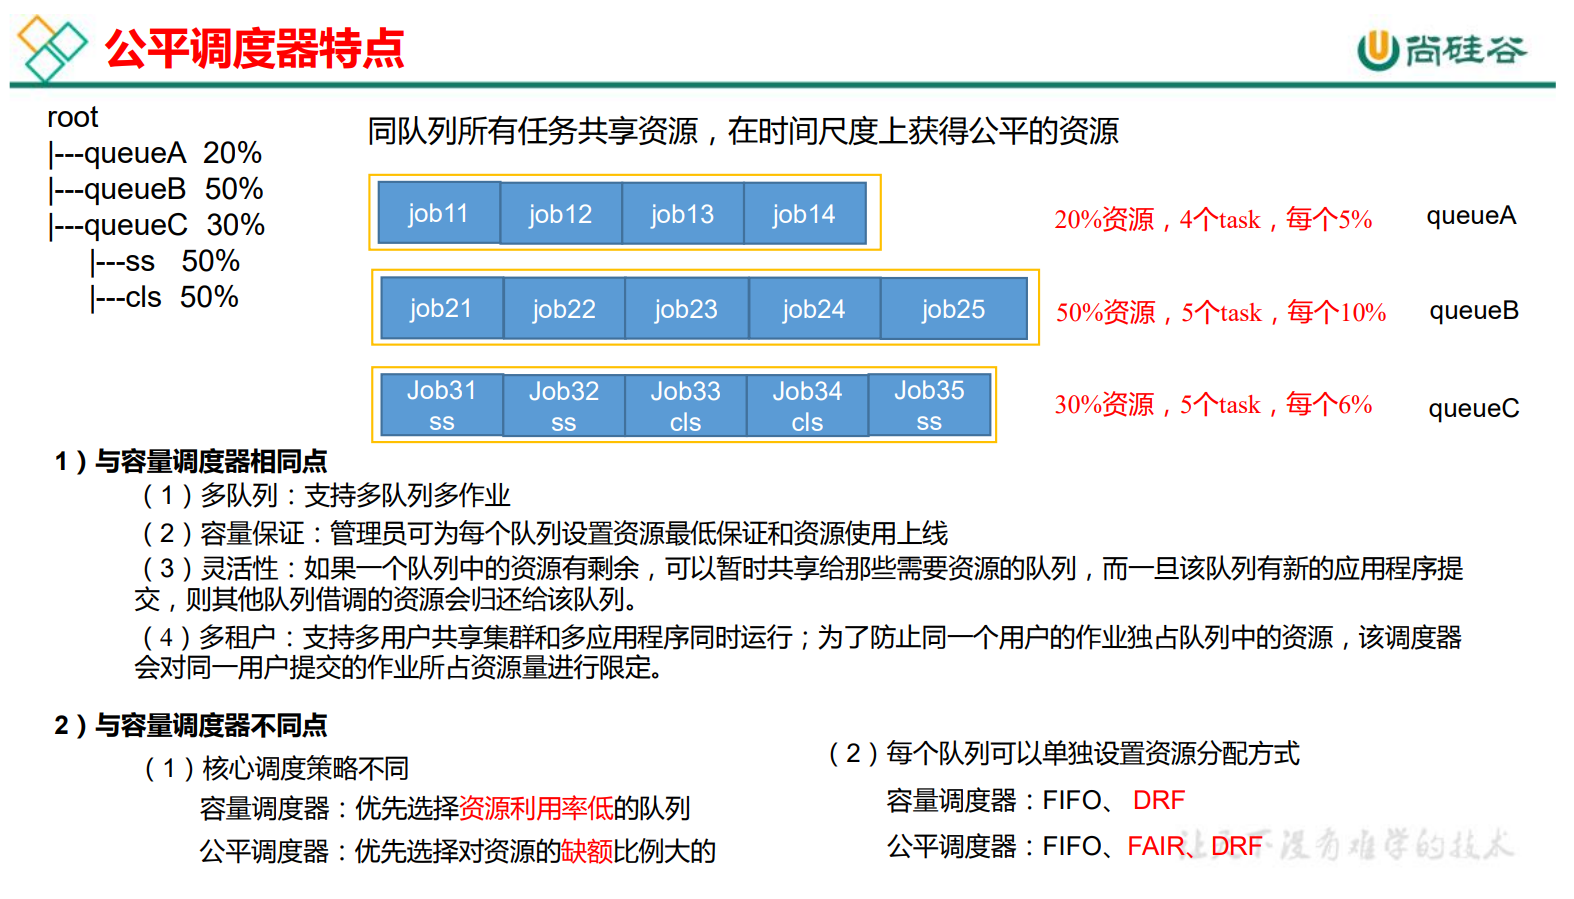 公平调度器特点
尚硅谷
root
|---queueA 20%
|---queueB 50%
|---queueC 30%
|---ss 50%
|---cls 50%
同队列所有任务共享资源，在时间尺度上获得公平的资源
job11 job12 job13 job14
20%资源，4个task，每个5%
queueA
job21 job22 job23 job24 job25
50%资源，5个task，每个10%
queueB
Job31 Job32 Job33 Job34 Job35
ss ss cls cls ss
30%资源，5个task，每个6%
queueC
1）与容量调度器相同点
（1）多队列：支持多队列多作业
（2）容量保证：管理员可为每个队列设置资源最低保证和资源使用上线
（3）灵活性：如果一个队列中的资源有剩余，可以暂时共享给那些需要资源的队列，而一旦该队列有新的应用程序提
交，则其他队列借调的资源会归还给该队列。
（4）多租户：支持多用户共享集群和多应用程序同时运行；为了防止同一个用户的作业独占队列中的资源，该调度器
会对同一用户提交的作业所占资源量进行限定。
2）与容量调度器不同点
（1）核心调度策略不同
容量调度器：优先选择资源利用率低的队列
公平调度器：优先选择对资源的缺额比例大的
（2）每个队列可以单独设置资源分配方式
容量调度器：FIFO、 DRF
公平调度器：FIFO、FAIR、DRF
让天下没有难学的技术